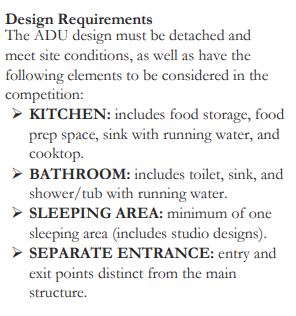 Design Requirements
The ADU design must be detached and
meet site conditions, as well as have the
following elements to be considered in the
competition:
➢ KITCHEN: includes food storage, food
prep space, sink with running water, and
cooktop.
➢ BATHROOM: includes toilet, sink, and
shower/tub with running water.
➢ SLEEPING AREA: minimum of one
sleeping area (includes studio designs).
➢ SEPARATE ENTRANCE: entry and
exit points distinct from the main
structure.